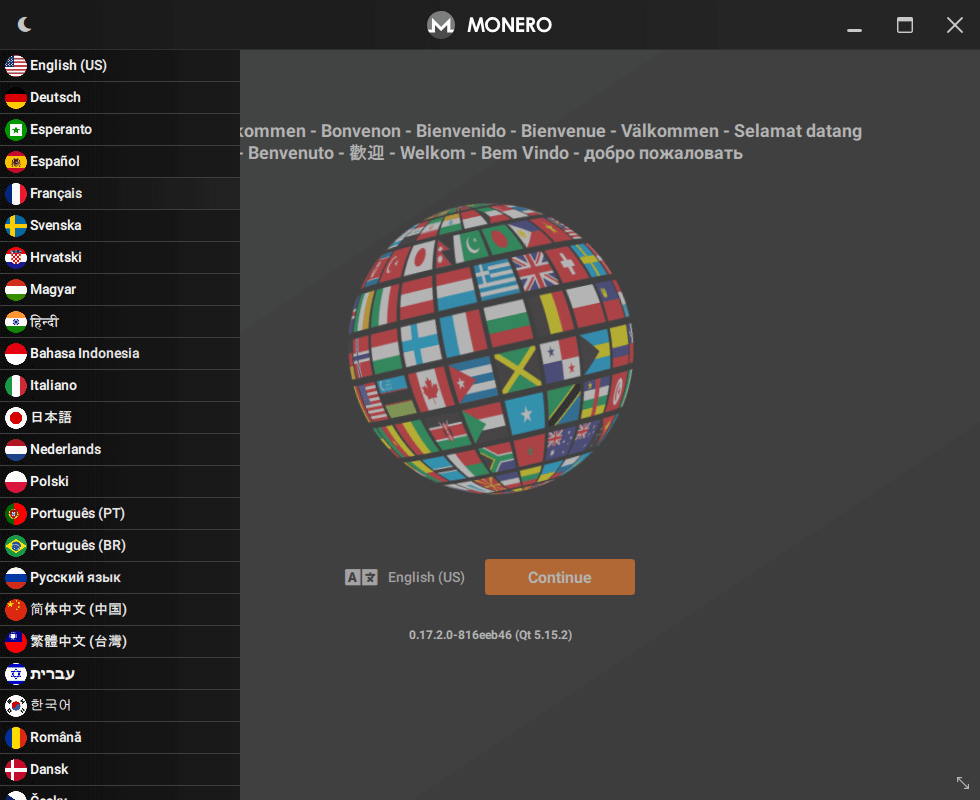 MONERO
English (US)
Deutsch
Esperanto
Español
Français
Svenska
Hrvatski
Magyar
हिन्दी
Bahasa Indonesia
Italiano
日本語
Nederlands
Polski
Português (PT)
Português (BR)
Русский язык
简体中文 (中国)
繁體中文 (台灣)
עברית
한국어
Română
Dansk
kommen - Bonvenon - Bienvenido - Bienvenue - Välkommen - Selamat datang
- Benvenuto - 歡迎 - Welkom - Bem Vindo - добро пожаловать
English (US)
Continue
0.17.2.0-816eeb46 (Qt 5.15.2)